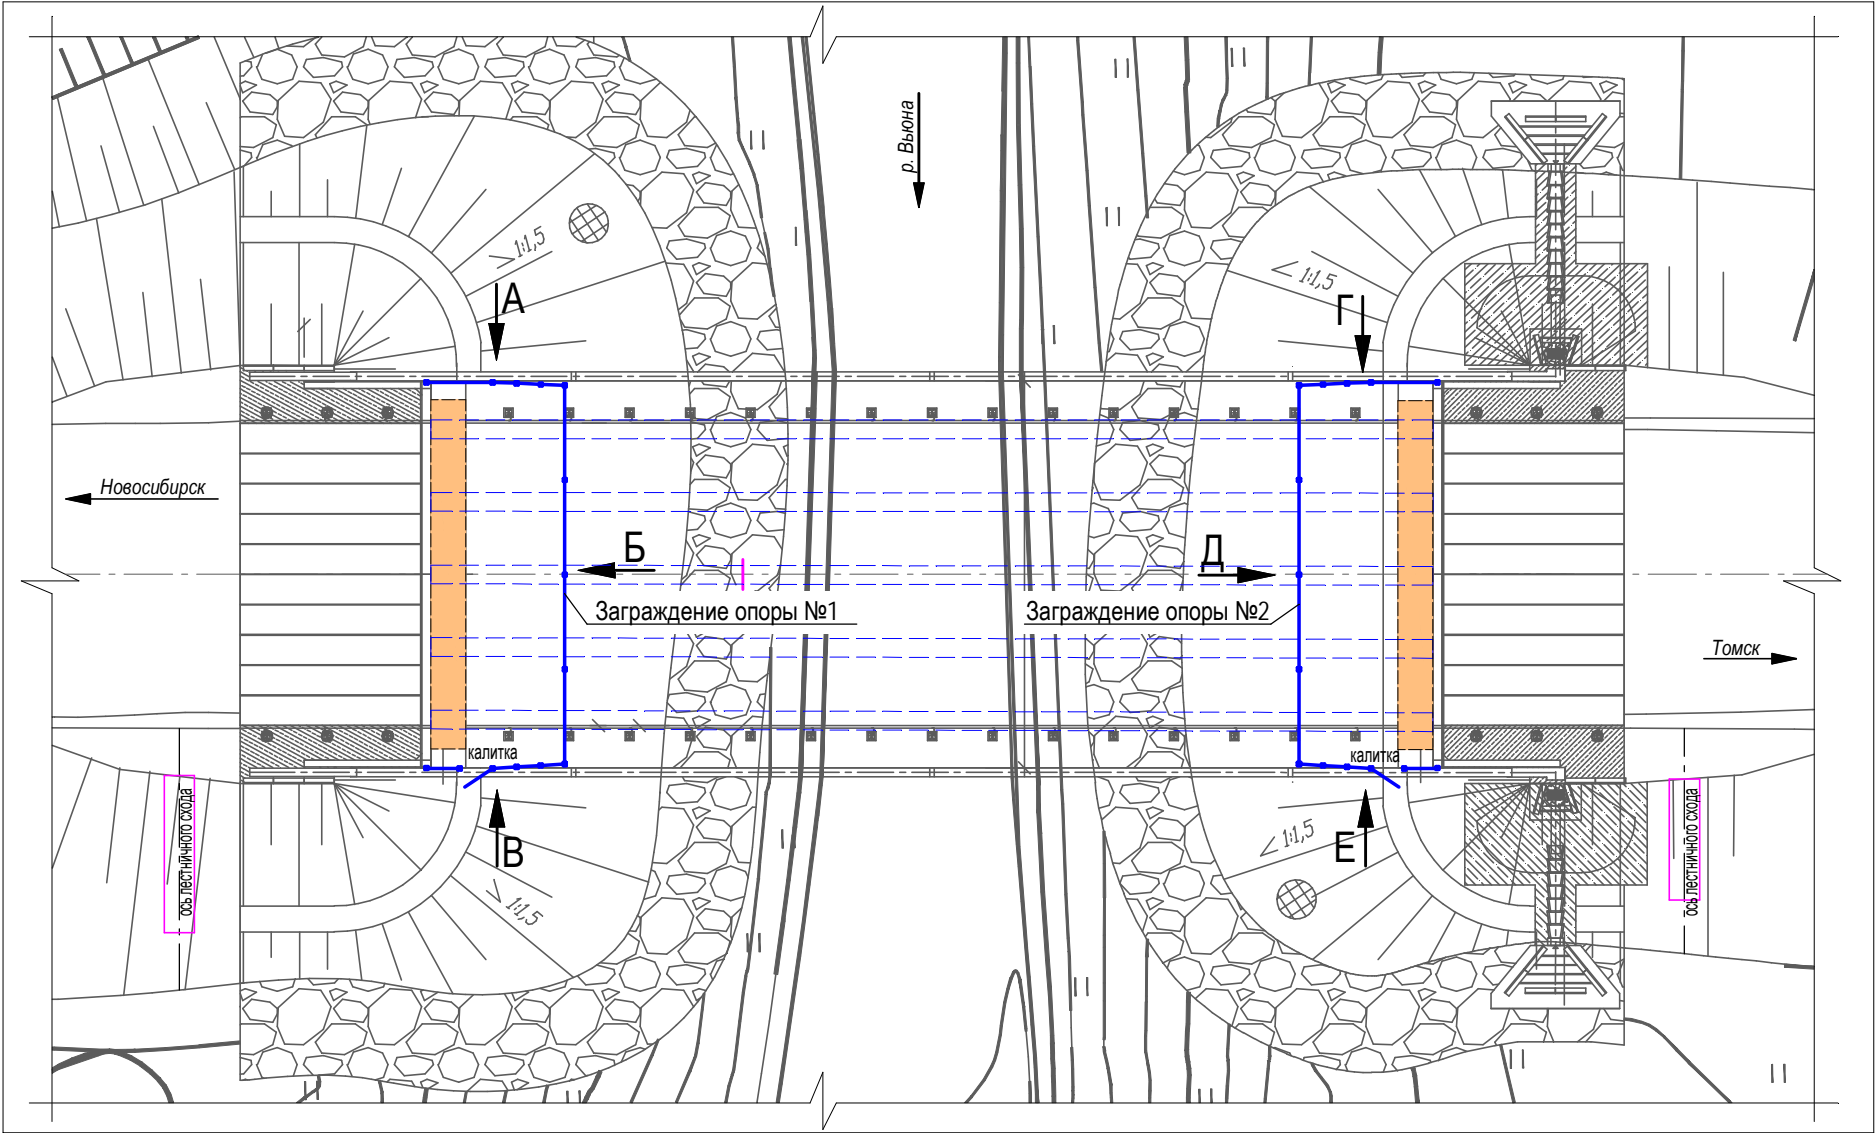 р. Вьюна
1:1,5
1:1,5
А
Г
Новосибирск
Б
Д
Заграждение опоры №1
Заграждение опоры №2
Томск
калитка
калитка
ось лестничного схода
ось лестничного схода
В
Е
1:1,5
1:1,5